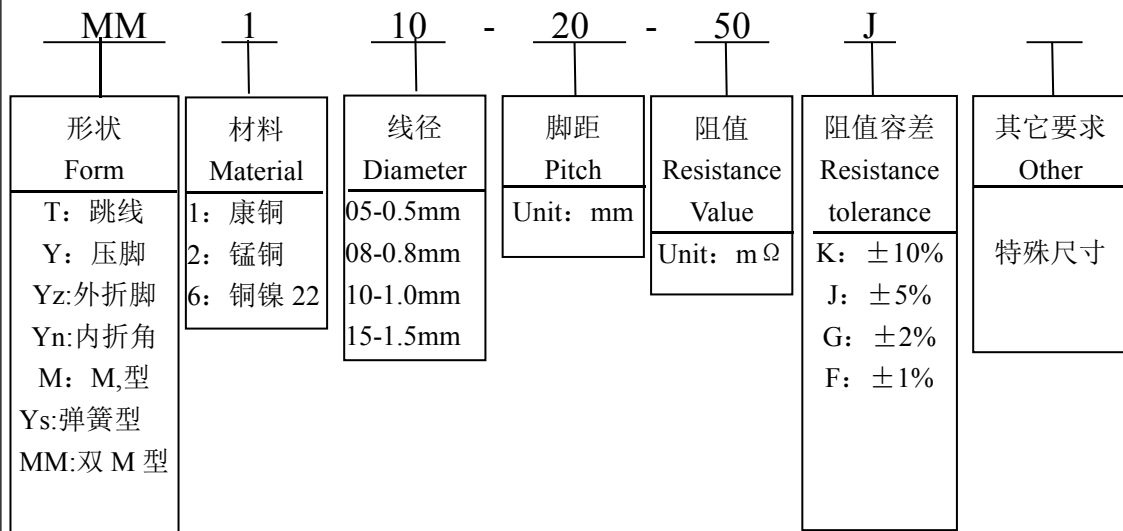 MM 1 10 - 20 - 50 J
形状
Form
T：跳线
Y：压脚
Yz:外折脚
Yn:内折角
M：M,型
Ys:弹簧型
MM:双 M 型
材料
Material
1：康铜
2：锰铜
6：铜镍 22
线径
Diameter
05-0.5mm
08-0.8mm
10-1.0mm
15-1.5mm
脚距
Pitch
Unit：mm
阻值
Resistance
Value
Unit：mΩ
阻值容差
Resistance
tolerance
K：±10%
J：±5%
G：±2%
F：±1%
其它要求
Other
特殊尺寸